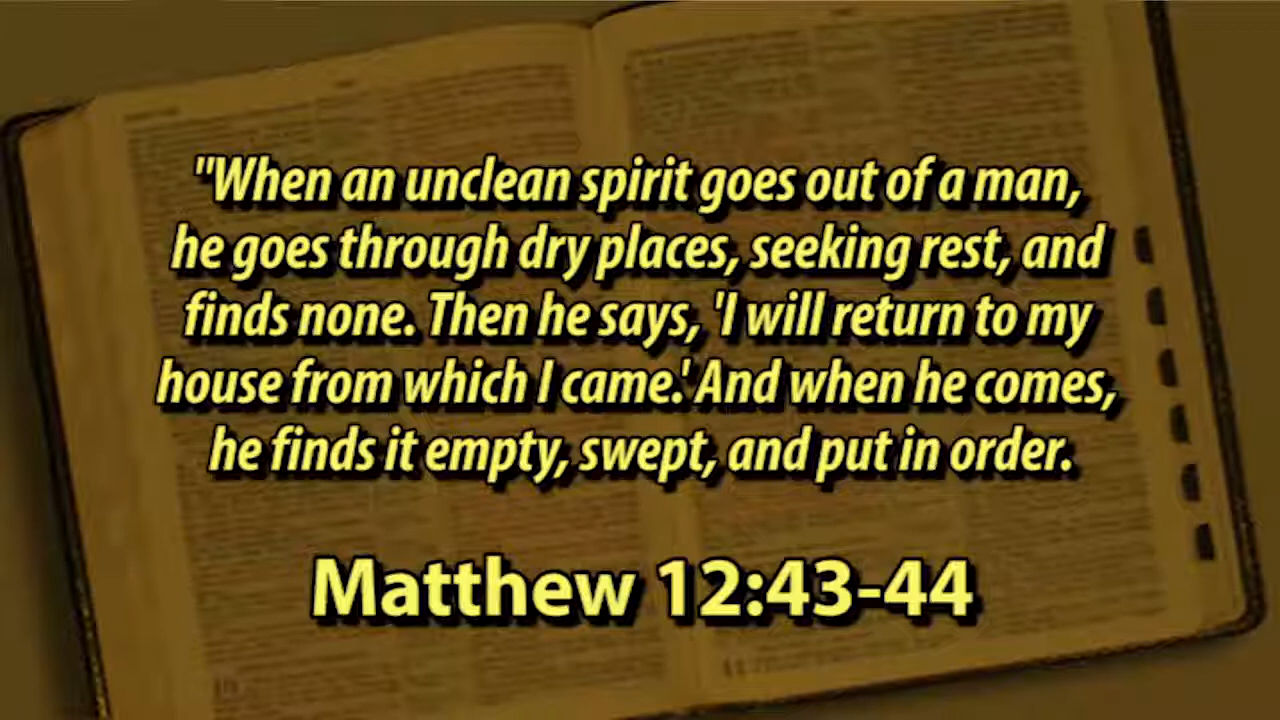 "When an unclean spirit goes out of a man,
he goes through dry places, seeking rest, and
finds none. Then he says, 'I will return to my
house from which I came.' And when he comes,
he finds it empty, swept, and put in order.
Matthew 12:43-44